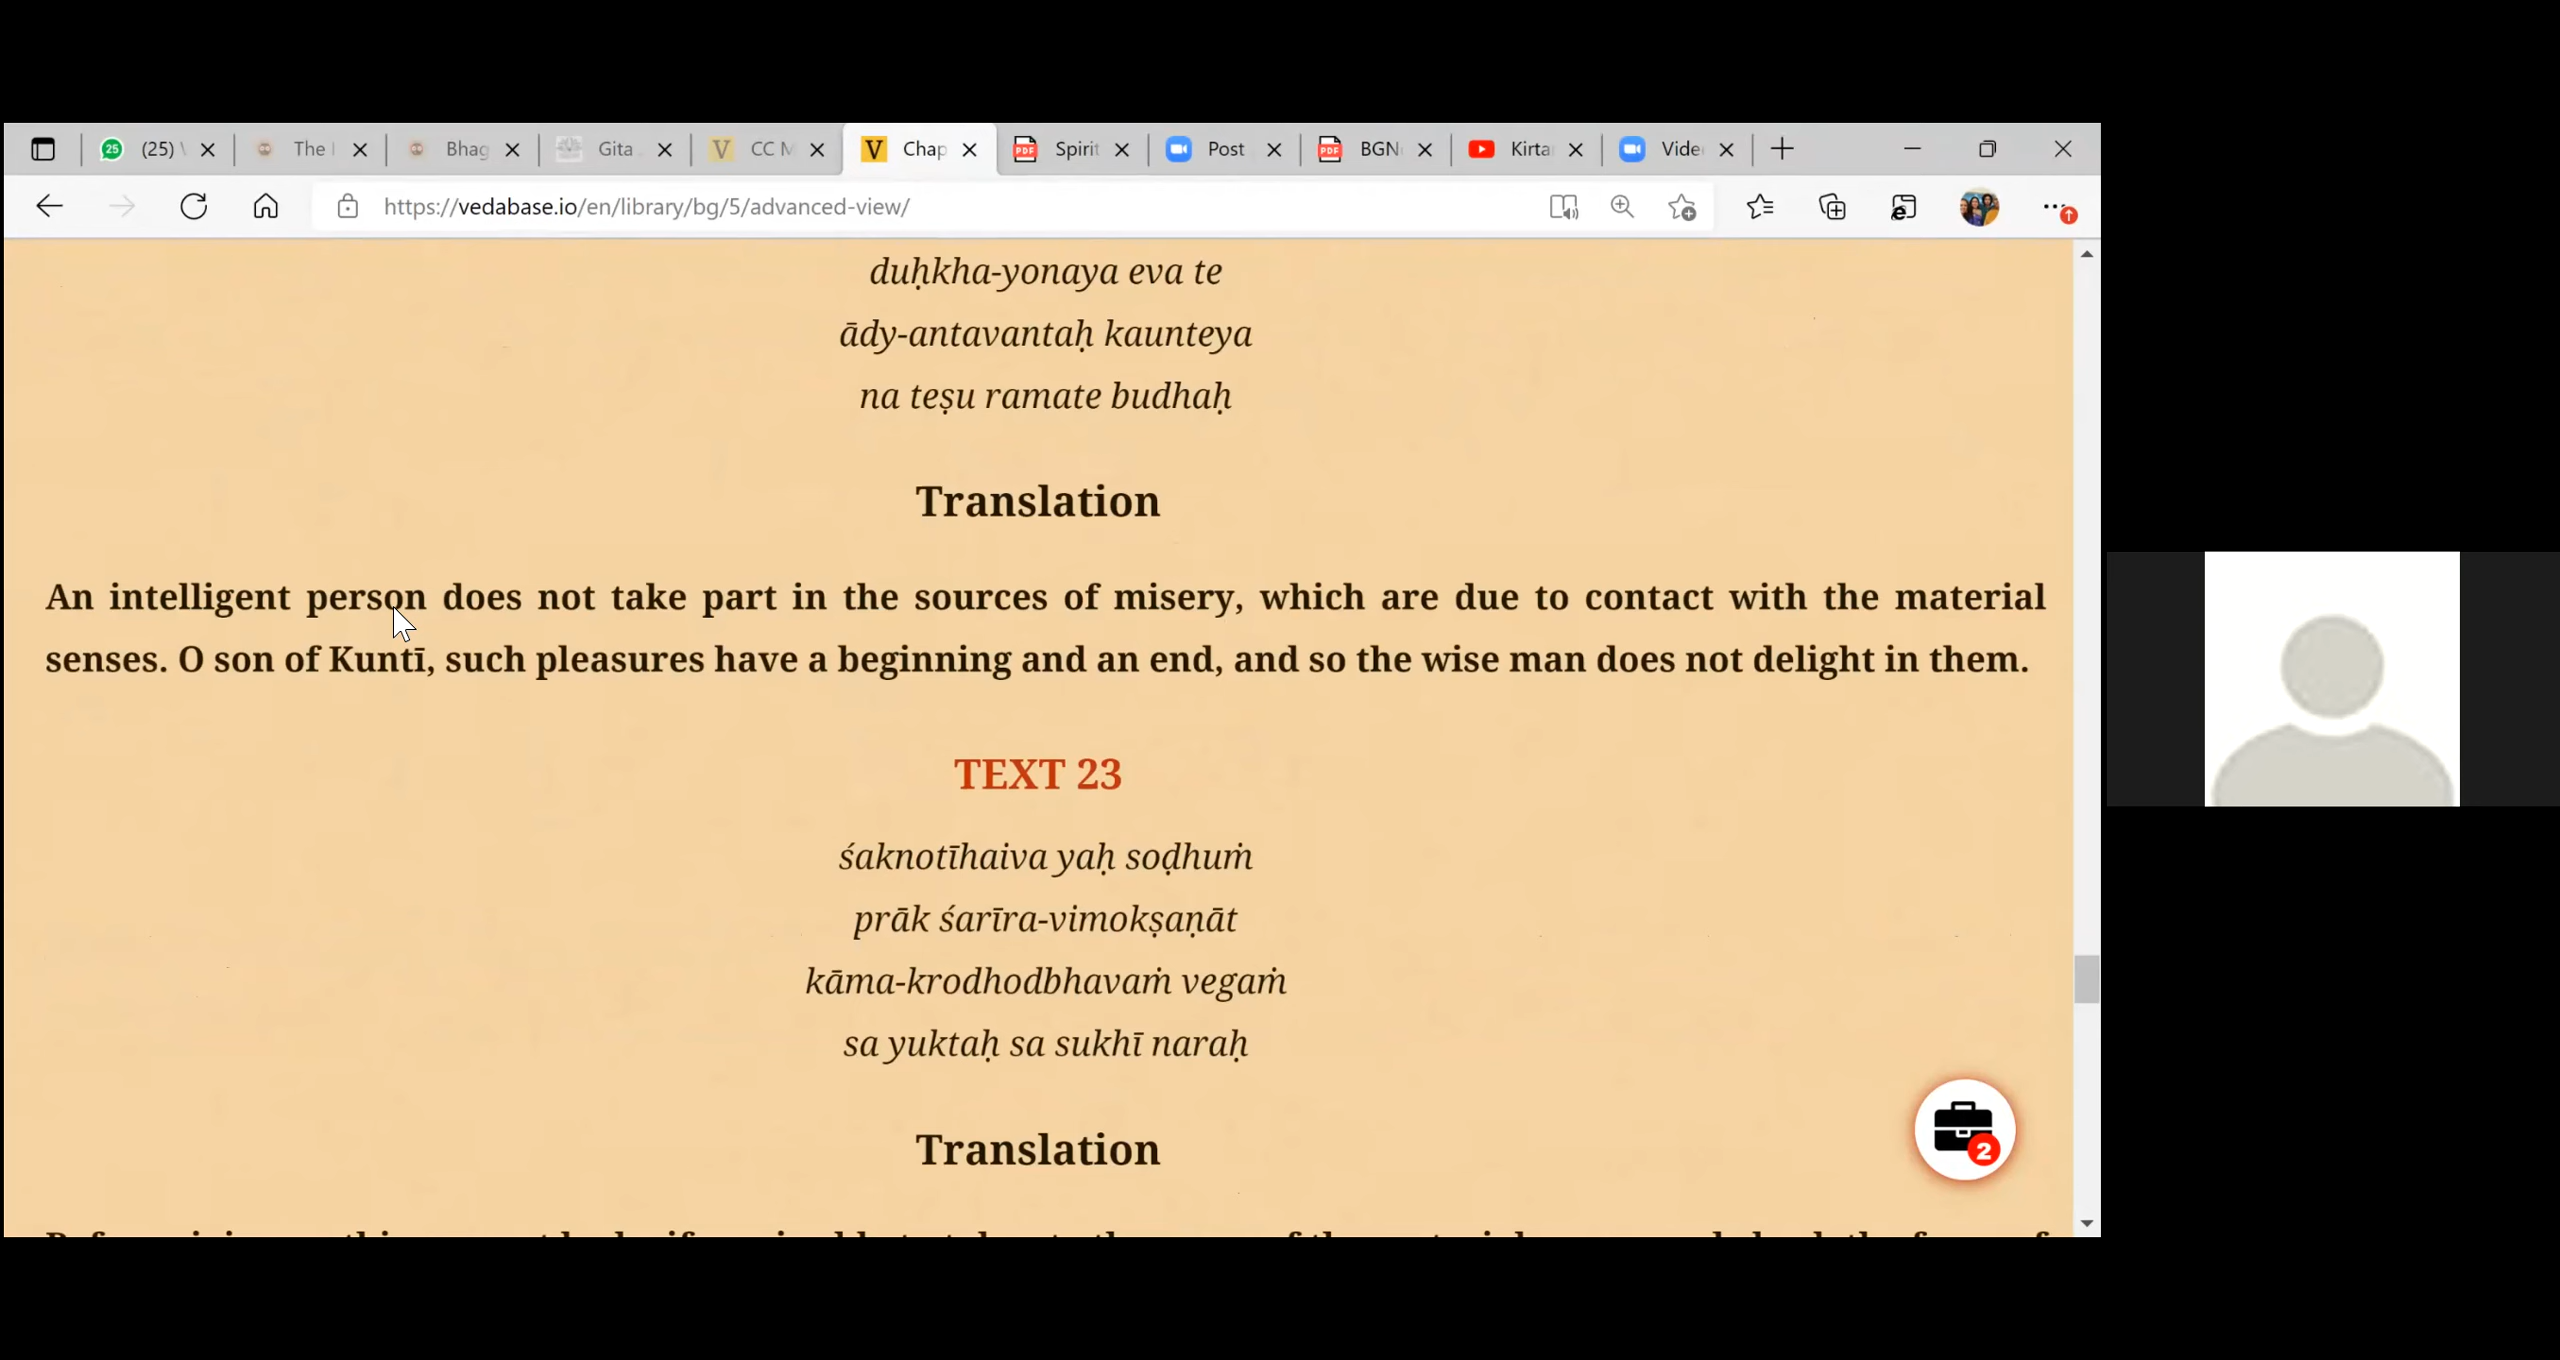 25 (25) The Bhag Gita CC M Chap Spirit Post BGN Kirta Vide
https://vedabase.io/en/library/bg/5/advanced-view/
duḥkha-yonaya eva te
ādy-antavantaḥ kaunteya
na teṣu ramate budhaḥ
Translation
An intelligent person does not take part in the sources of misery, which are due to contact with the material
senses. O son of Kuntī, such pleasures have a beginning and an end, and so the wise man does not delight in them.
TEXT 23
śaknotīhaiva yaḥ soḍhuṁ
prāk śarīra-vimokṣaṇāt
kāma-krodhodbhavaṁ vegaṁ
sa yuktaḥ sa sukhī naraḥ
2
Translation